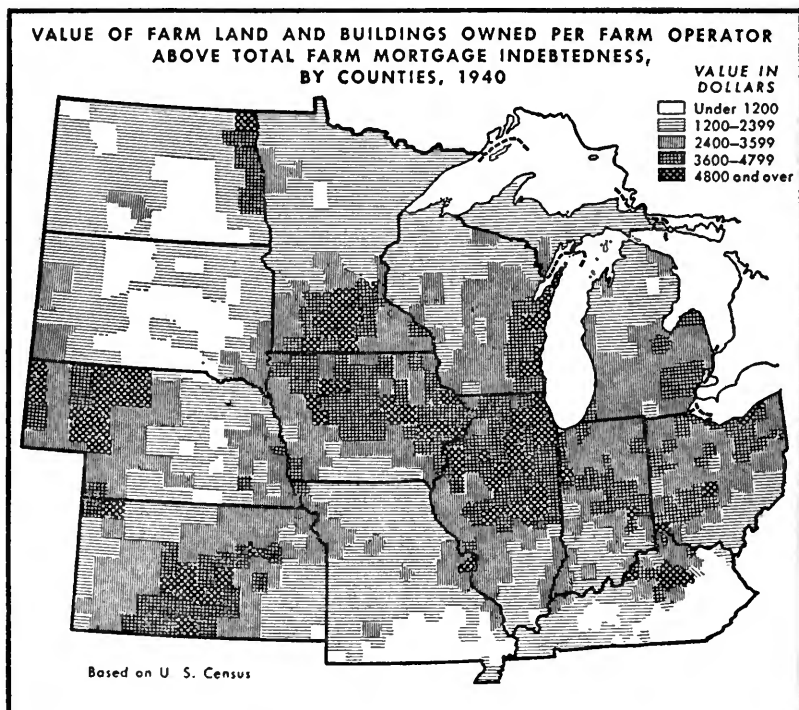 VALUE OF FARM LAND AND BUILDINGS OWNED PER FARM OPERATOR
ABOVE TOTAL FARM MORTGAGE INDEBTEDNESS,
BY COUNTIES, 1940
VALUE IN
DOLLARS
Under 1200
1200–2399
2400–3599
3600–4799
4800 and over
Based on U. S. Census